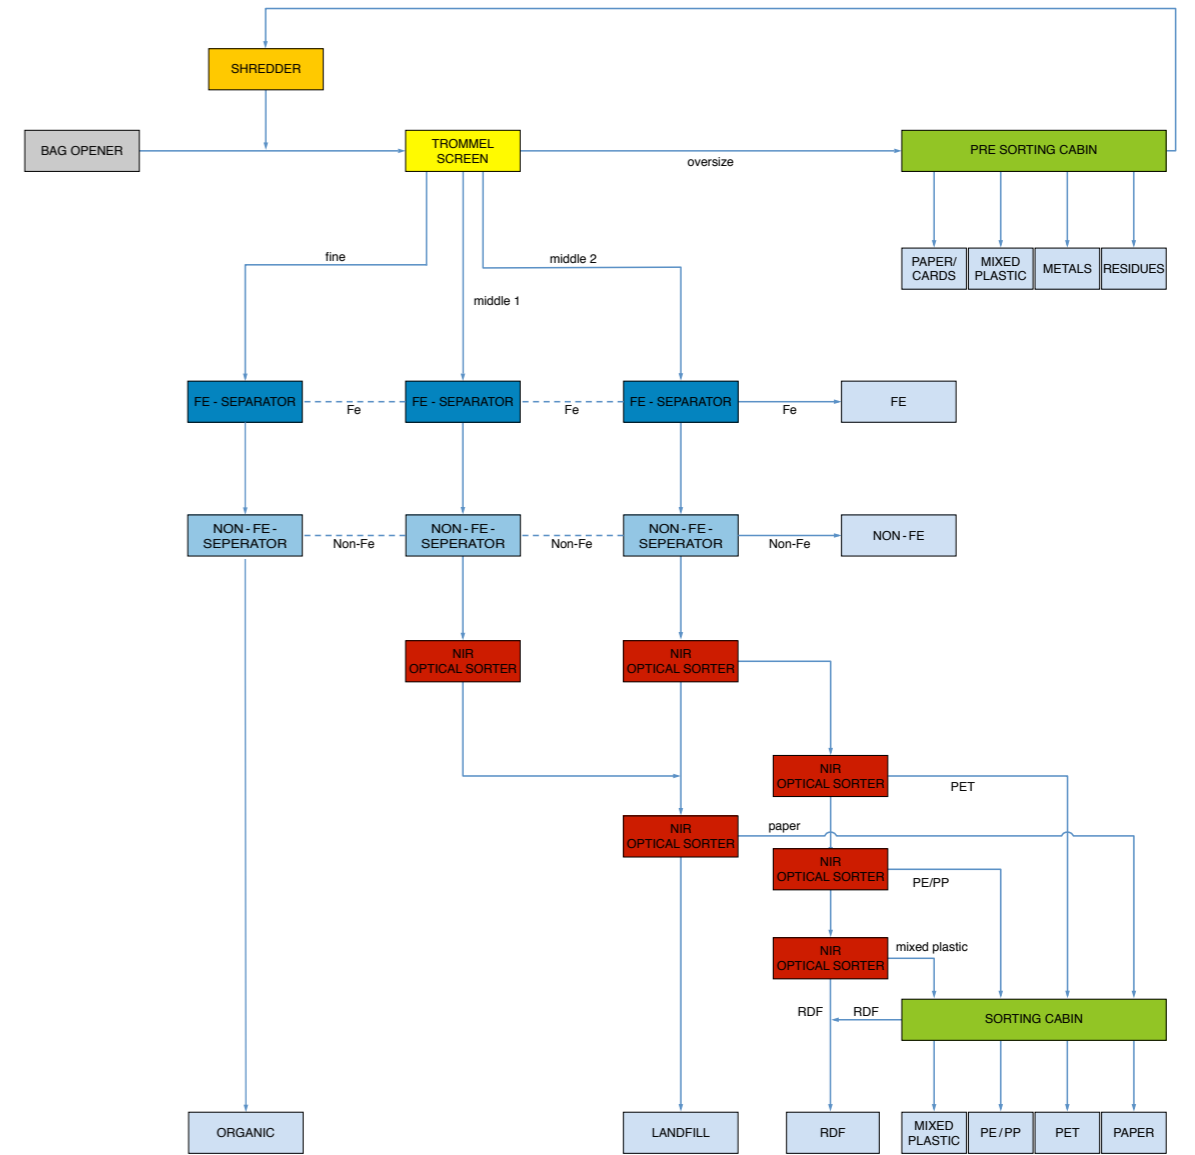 SHREDDER
BAG OPENER
TROMMEL
SCREEN
oversize
PRE SORTING CABIN
fine
middle 2
middle 1
PAPER/
CARDS
MIXED
PLASTIC
METALS
RESIDUES
FE - SEPARATOR
Fe
FE - SEPARATOR
Fe
FE - SEPARATOR
Fe
FE
NON - FE -
SEPERATOR
Non-Fe
NON - FE -
SEPERATOR
Non-Fe
NON - FE -
SEPERATOR
Non-Fe
NON - FE
NIR
OPTICAL SORTER
NIR
OPTICAL SORTER
NIR
OPTICAL SORTER
PET
NIR
OPTICAL SORTER
paper
NIR
OPTICAL SORTER
PE/PP
NIR
OPTICAL SORTER
mixed plastic
RDF
RDF
SORTING CABIN
ORGANIC
LANDFILL
RDF
MIXED
PLASTIC
PE / PP
PET
PAPER